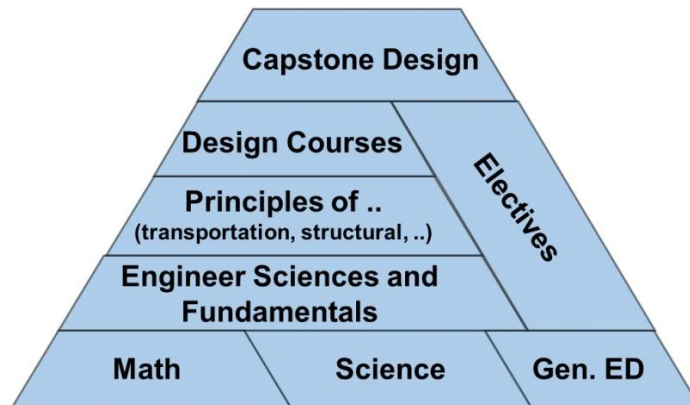 Capstone Design
Design Courses
Electives
Principles of ..
(transportation, structural, ..)
Engineer Sciences and
Fundamentals
Math
Science
Gen. ED